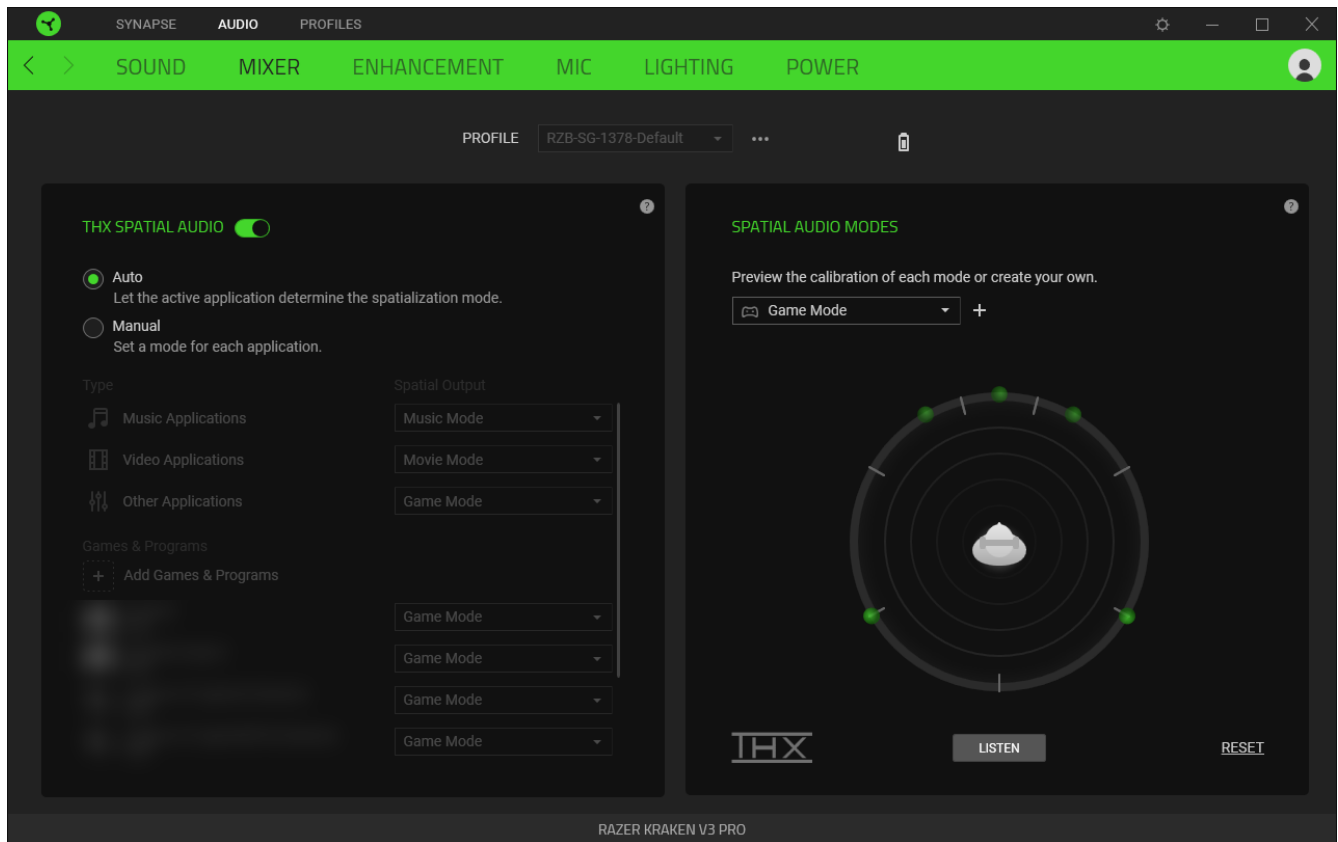 SYNAPSE AUDIO PROFILES
SOUND MIXER ENHANCEMENT MIC LIGHTING POWER
PROFILE RZB-SG-1378-Default
THX SPATIAL AUDIO
Auto
Let the active application determine the spatialization mode.
Manual
Set a mode for each application.
Type Spatial Output
Music Applications Music Mode
Video Applications Movie Mode
Other Applications Game Mode
Games & Programs
+ Add Games & Programs
Game Mode
Game Mode
Game Mode
Game Mode
SPATIAL AUDIO MODES
Preview the calibration of each mode or create your own.
Game Mode +
THX LISTEN RESET
RAZER KRAKEN V3 PRO